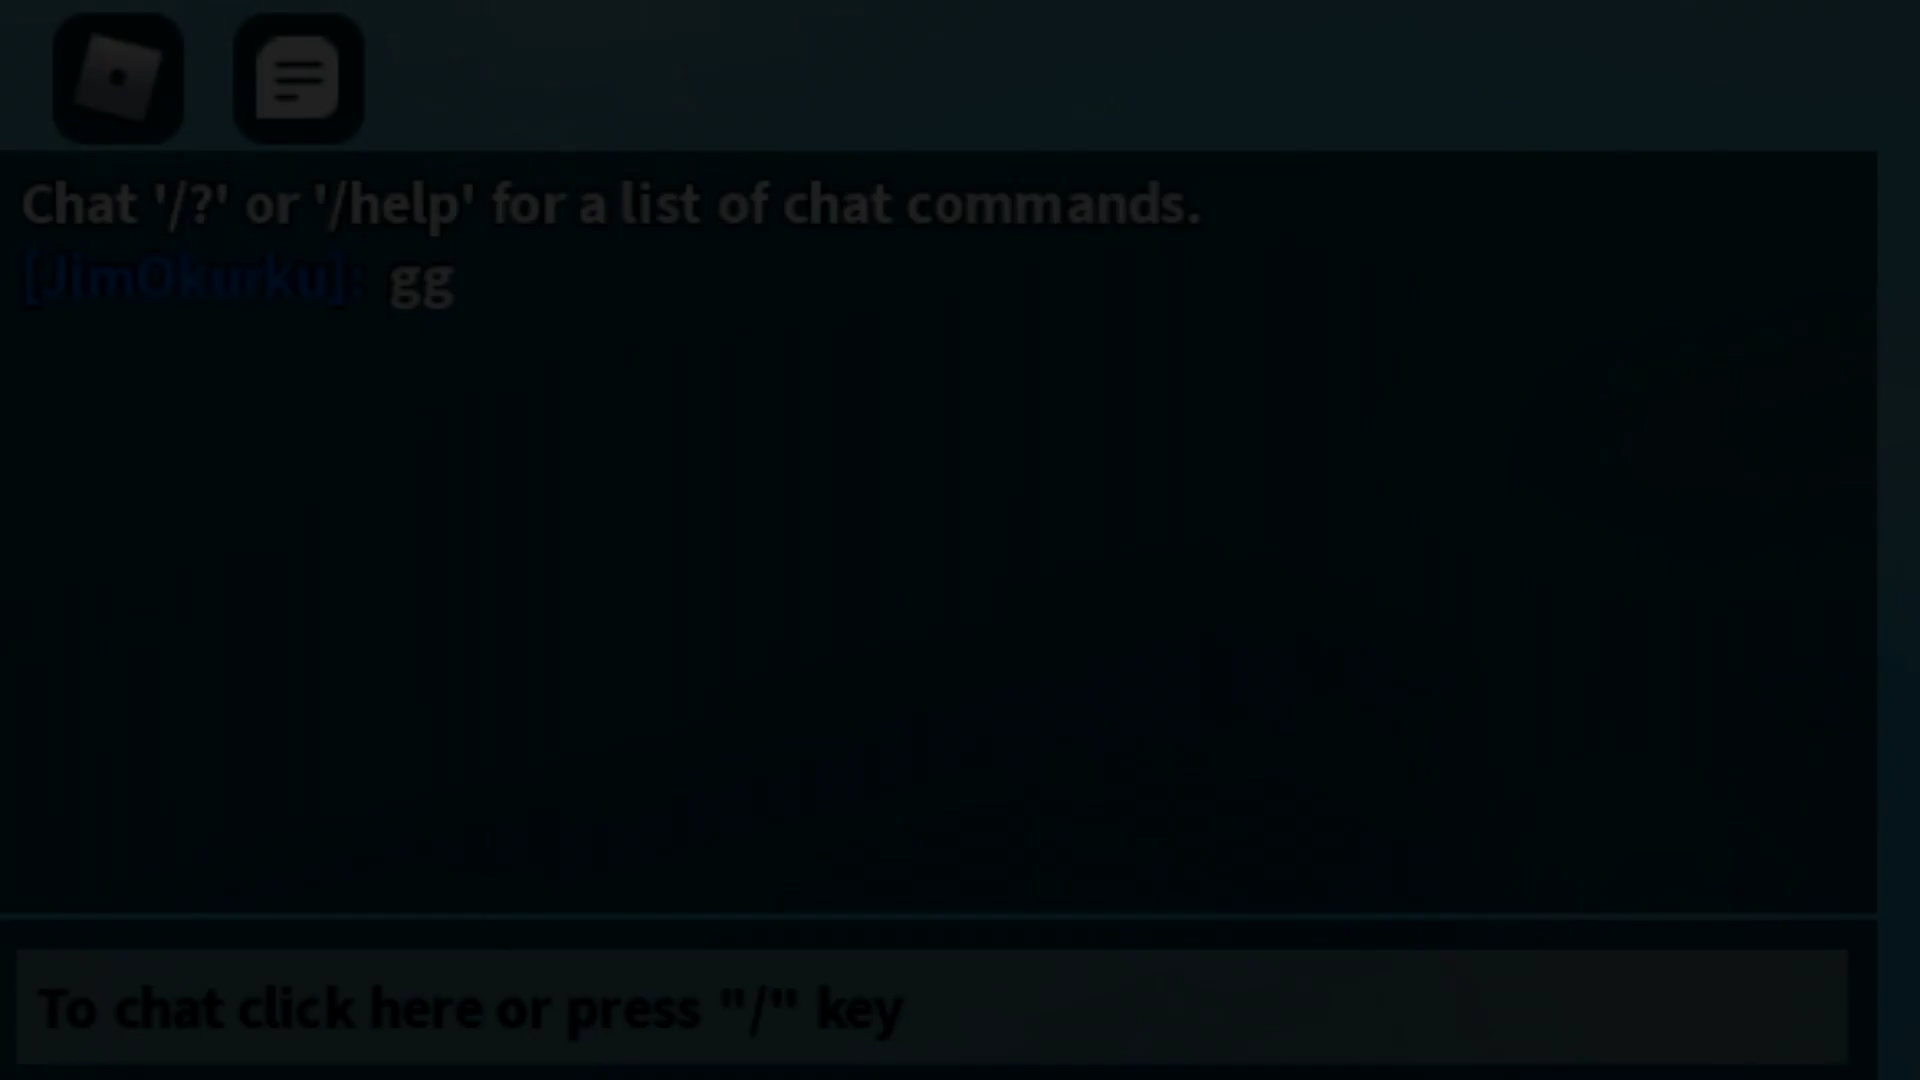 Chat '/?' or '/help' for a list of chat commands.
[JimOkurku]: gg
To chat click here or press "/" key